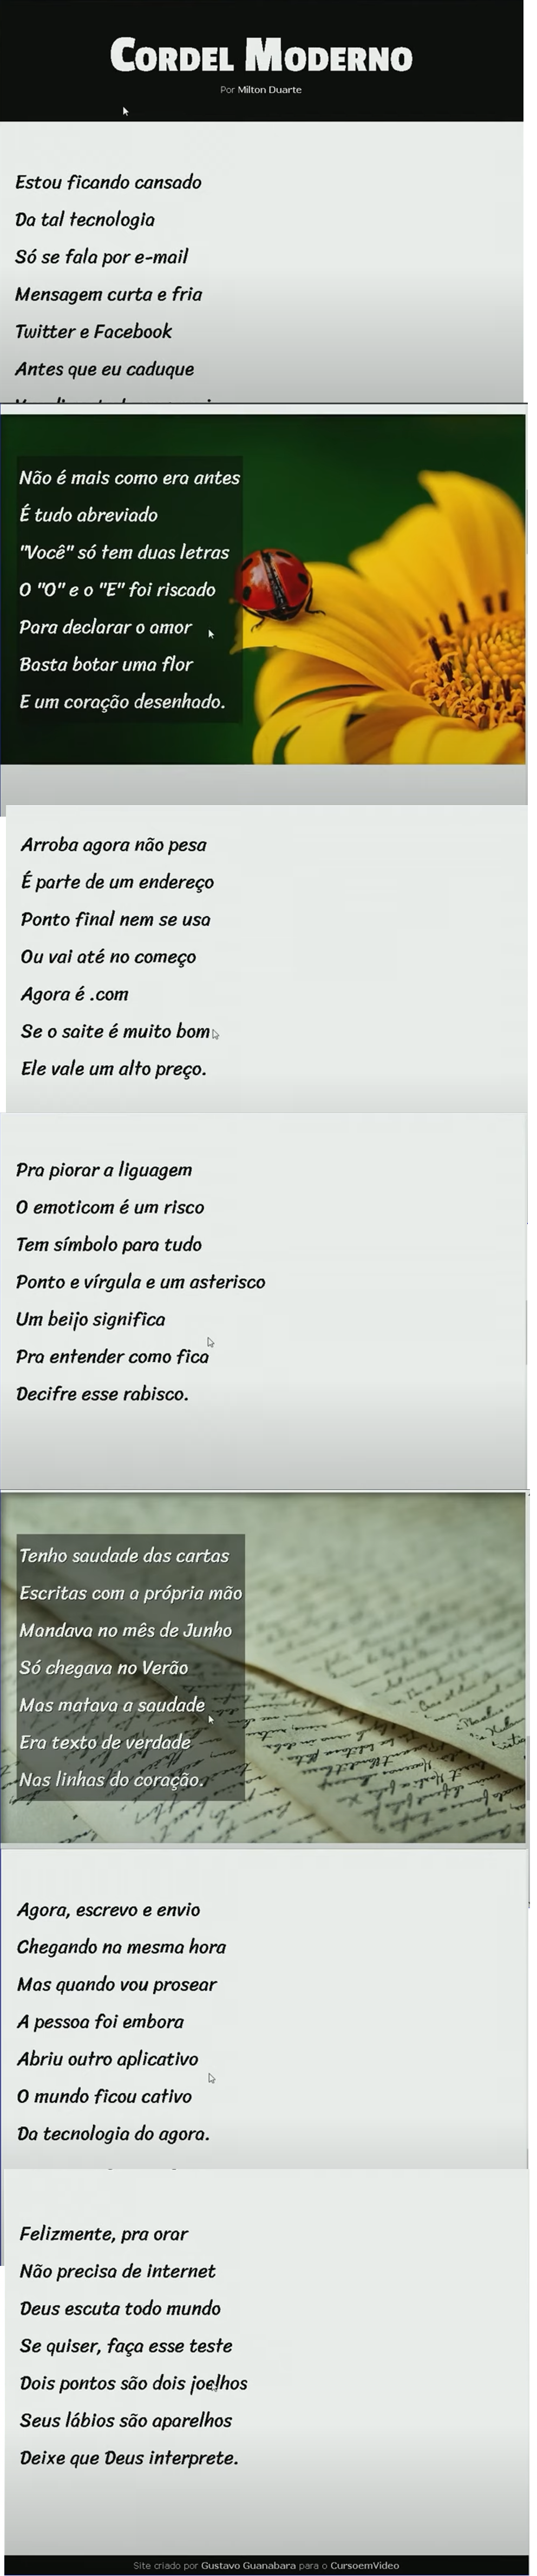 Cordel Moderno
Por Milton Duarte
Estou ficando cansado
Da tal tecnologia
Só se fala por e-mail
Mensagem curta e fria
Twitter e Facebook
Antes que eu caduque
Não é mais como era antes
É tudo abreviado
"Você" só tem duas letras
O "O" e o "E" foi riscado
Para declarar o amor
Basta botar uma flor
E um coração desenhado.
Arroba agora não pesa
É parte de um endereço
Ponto final nem se usa
Ou vai até no começo
Agora é .com
Se o saite é muito bom
Ele vale um alto preço.
Pra piorar a liguagem
O emoticom é um risco
Tem símbolo para tudo
Ponto e vírgula e um asterisco
Um beijo significa
Pra entender como fica
Decifre esse rabisco.
Tenho saudade das cartas
Escritas com a própria mão
Mandava no mês de Junho
Só chegava no Verão
Mas matava a saudade
Era texto de verdade
Nas linhas do coração.
Agora, escrevo e envio
Chegando na mesma hora
Mas quando vou prosear
A pessoa foi embora
Abriu outro aplicativo
O mundo ficou cativo
Da tecnologia do agora.
Felizmente, pra orar
Não precisa de internet
Deus escuta todo mundo
Se quiser, faça esse teste
Dois pontos são dois joelhos
Seus lábios são aparelhos
Deixe que Deus interprete.
Site criado por Gustavo Guanabara para o CursoemVideo